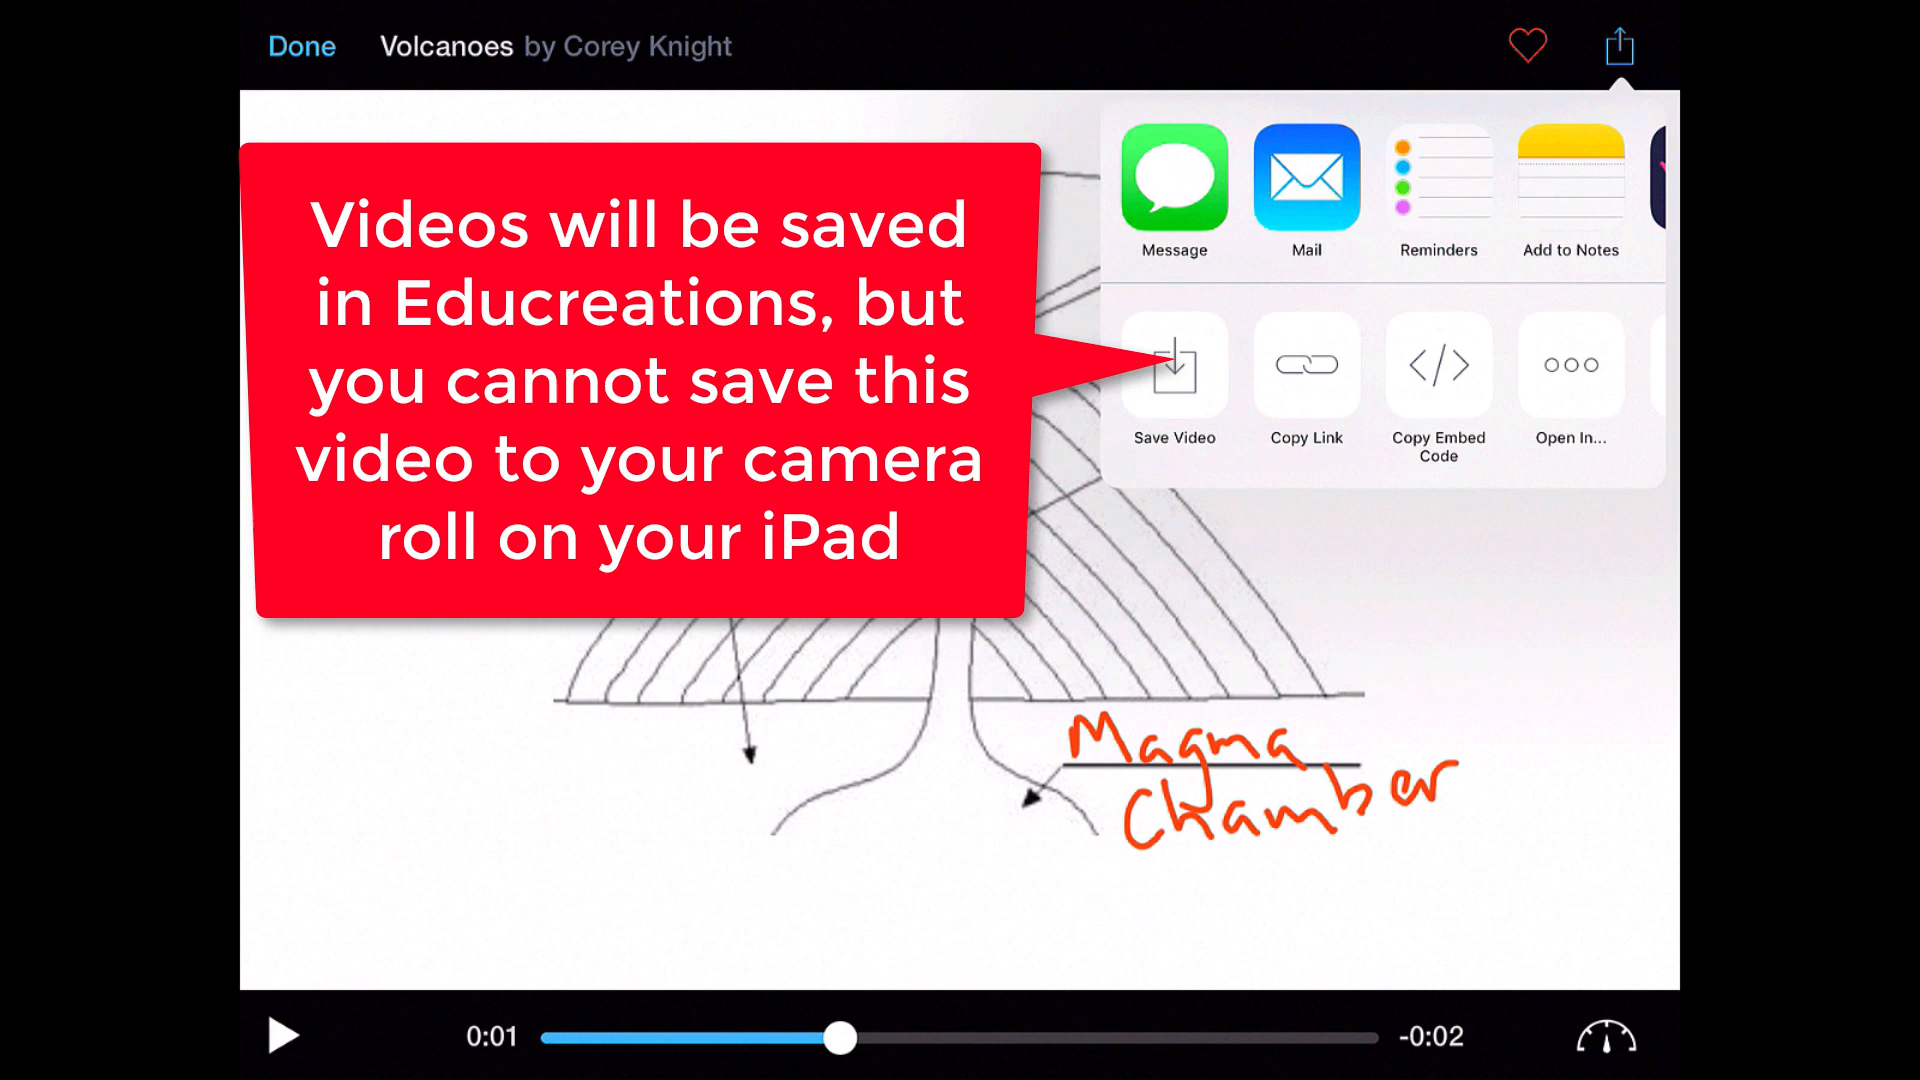 Done Volcanoes by Corey Knight
Videos will be saved
in Educreations, but
you cannot save this
video to your camera
roll on your iPad
Message Mail Reminders Add to Notes
Save Video Copy Link Copy Embed Open In...
Code
Magma
Chamber
0:01 -0:02